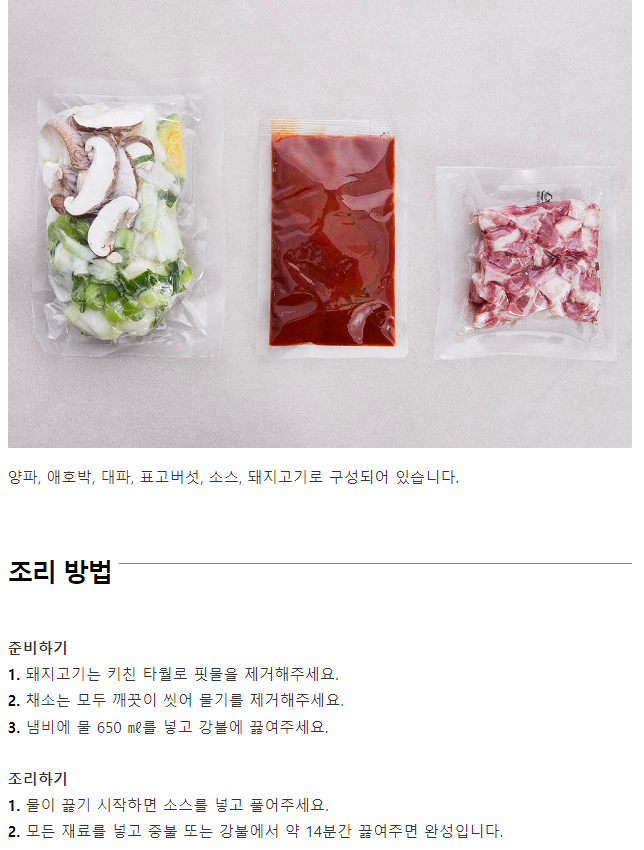 양파, 애호박, 대파, 표고버섯, 소스, 돼지고기로 구성되어 있습니다.
조리 방법
준비하기
1. 돼지고기는 키친 타월로 핏물을 제거해주세요.
2. 채소는 모두 깨끗이 씻어 물기를 제거해주세요.
3. 냄비에 물 650 ㎖를 넣고 강불에 끓여주세요.
조리하기
1. 물이 끓기 시작하면 소스를 넣고 풀어주세요.
2. 모든 재료를 넣고 중불 또는 강불에서 약 14분간 끓여주면 완성입니다.